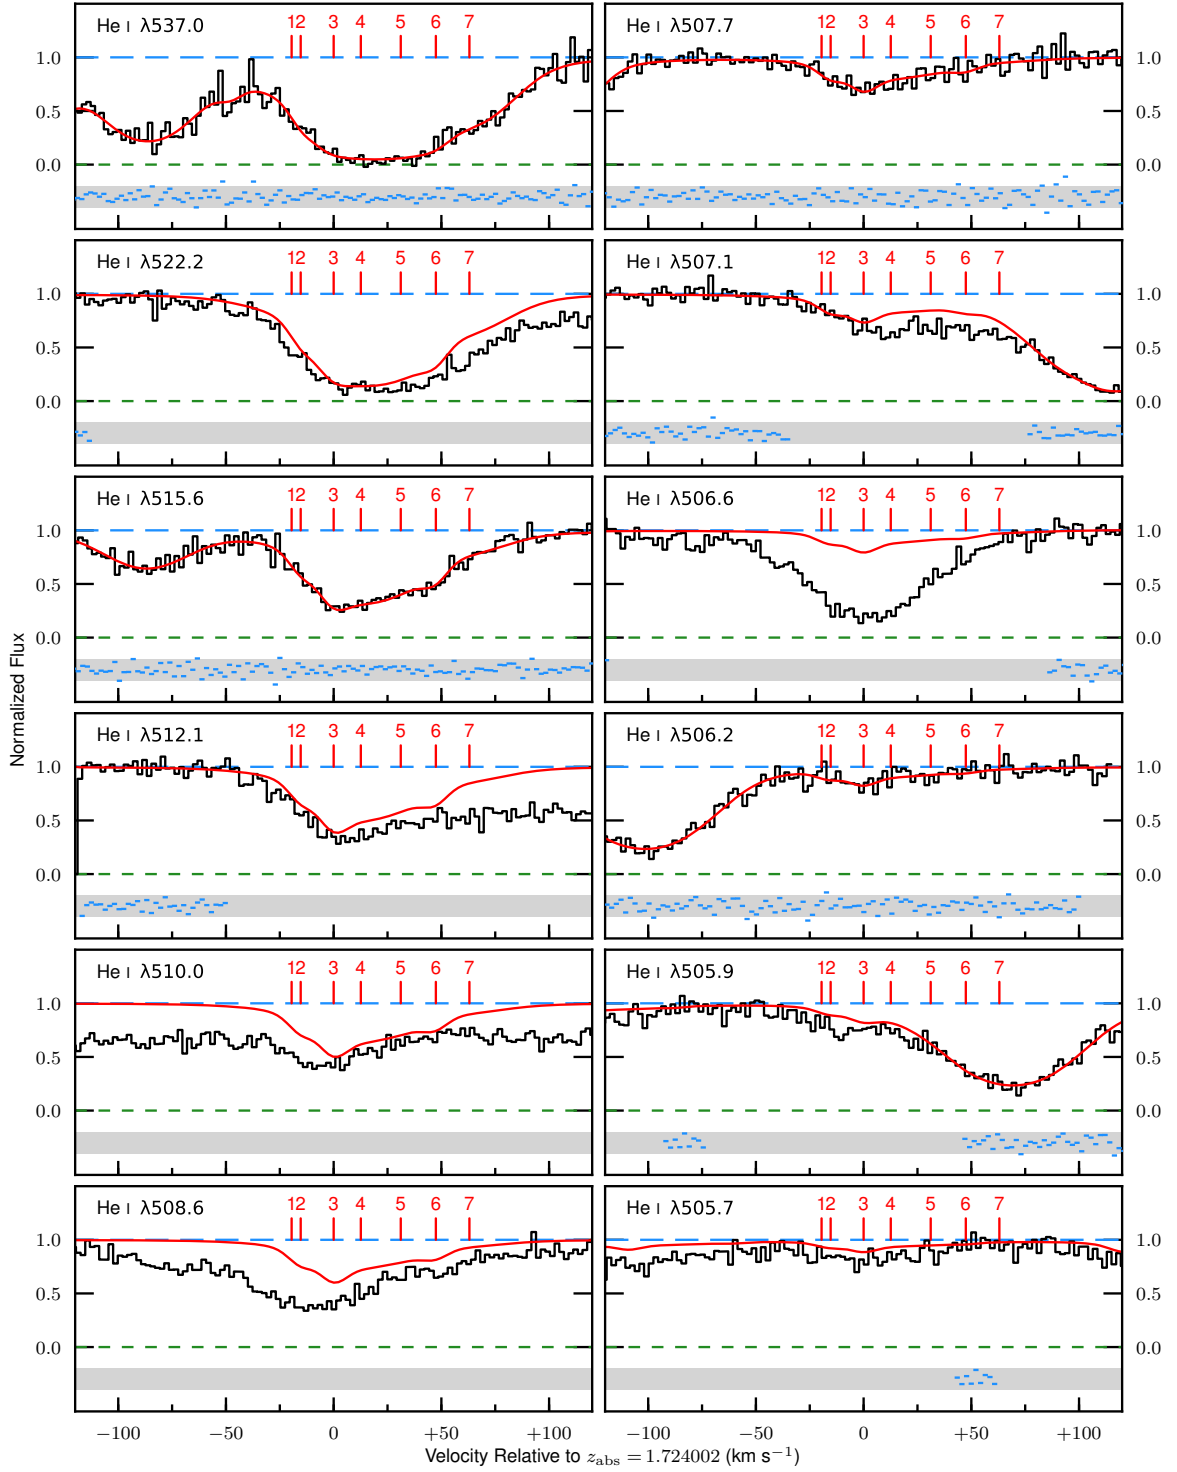 He I λ537.0
12 3 4 5 6 7
1.0
0.5
0.0
He I λ507.7
12 3 4 5 6 7
1.0
0.5
0.0
He I λ522.2
12 3 4 5 6 7
1.0
0.5
0.0
He I λ507.1
12 3 4 5 6 7
1.0
0.5
0.0
He I λ515.6
12 3 4 5 6 7
1.0
0.5
0.0
He I λ506.6
12 3 4 5 6 7
1.0
0.5
0.0
He I λ512.1
12 3 4 5 6 7
1.0
0.5
0.0
He I λ506.2
12 3 4 5 6 7
1.0
0.5
0.0
He I λ510.0
12 3 4 5 6 7
1.0
0.5
0.0
He I λ505.9
12 3 4 5 6 7
1.0
0.5
0.0
He I λ508.6
12 3 4 5 6 7
1.0
0.5
0.0
He I λ505.7
12 3 4 5 6 7
1.0
0.5
0.0
Normalized Flux
−100 −50 0 +50 +100
−100 −50 0 +50 +100
Velocity Relative to z_abs = 1.724002 (km s⁻¹)